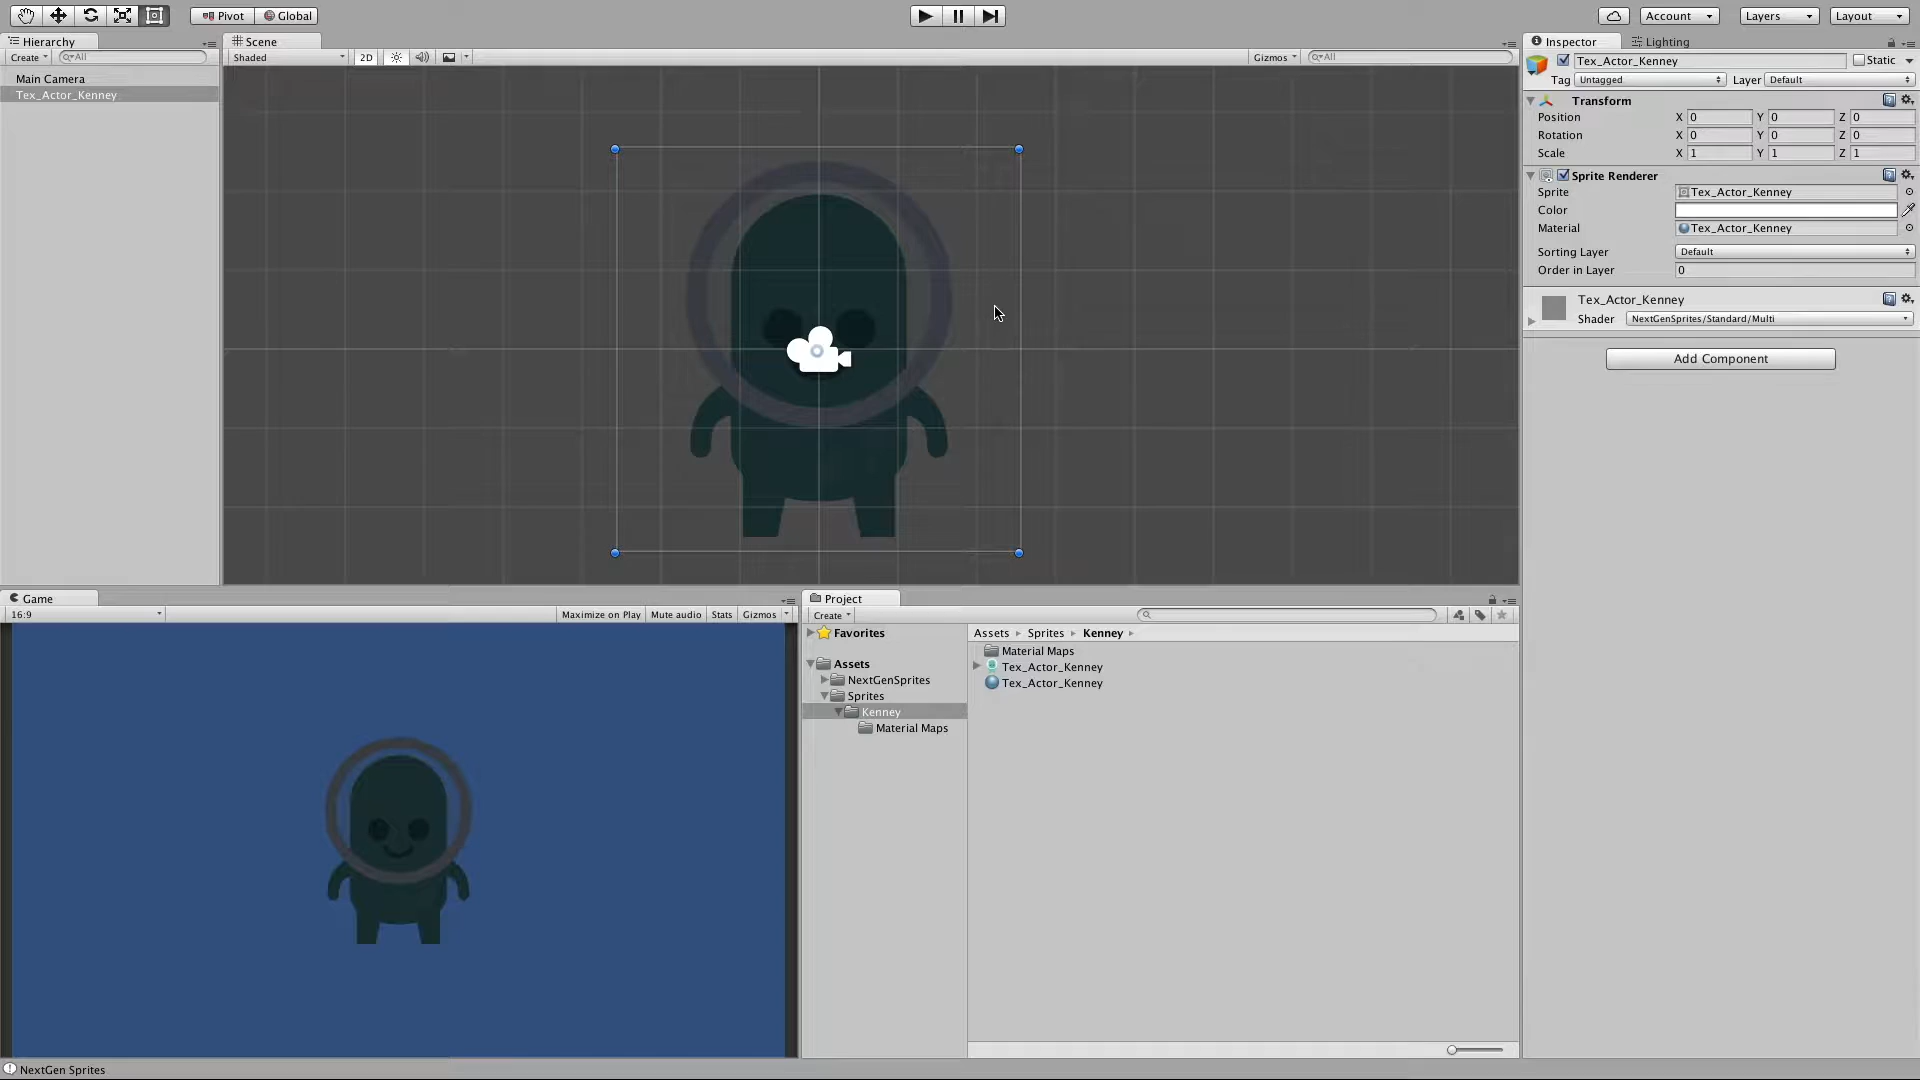 Pivot Global Account Layers Layout
Hierarchy Scene Inspector Lighting
Create All Shaded 2D Gizmos All
Main Camera
Tex_Actor_Kenney
Tex_Actor_Kenney Static
Tag Untagged Layer Default
Transform
Position X 0 Y 0 Z 0
Rotation X 0 Y 0 Z 0
Scale X 1 Y 1 Z 1
Sprite Renderer
Sprite Tex_Actor_Kenney
Color
Material Tex_Actor_Kenney
Sorting Layer Default
Order in Layer 0
Tex_Actor_Kenney
Shader NextGenSprites/Standard/Multi
Add Component
Game
16:9 Maximize on Play Mute audio Stats Gizmos
Project
Create
Favorites
Assets
NextGenSprites
Sprites
Kenney
Material Maps
Assets Sprites Kenney
Material Maps
Tex_Actor_Kenney
Tex_Actor_Kenney
NextGen Sprites